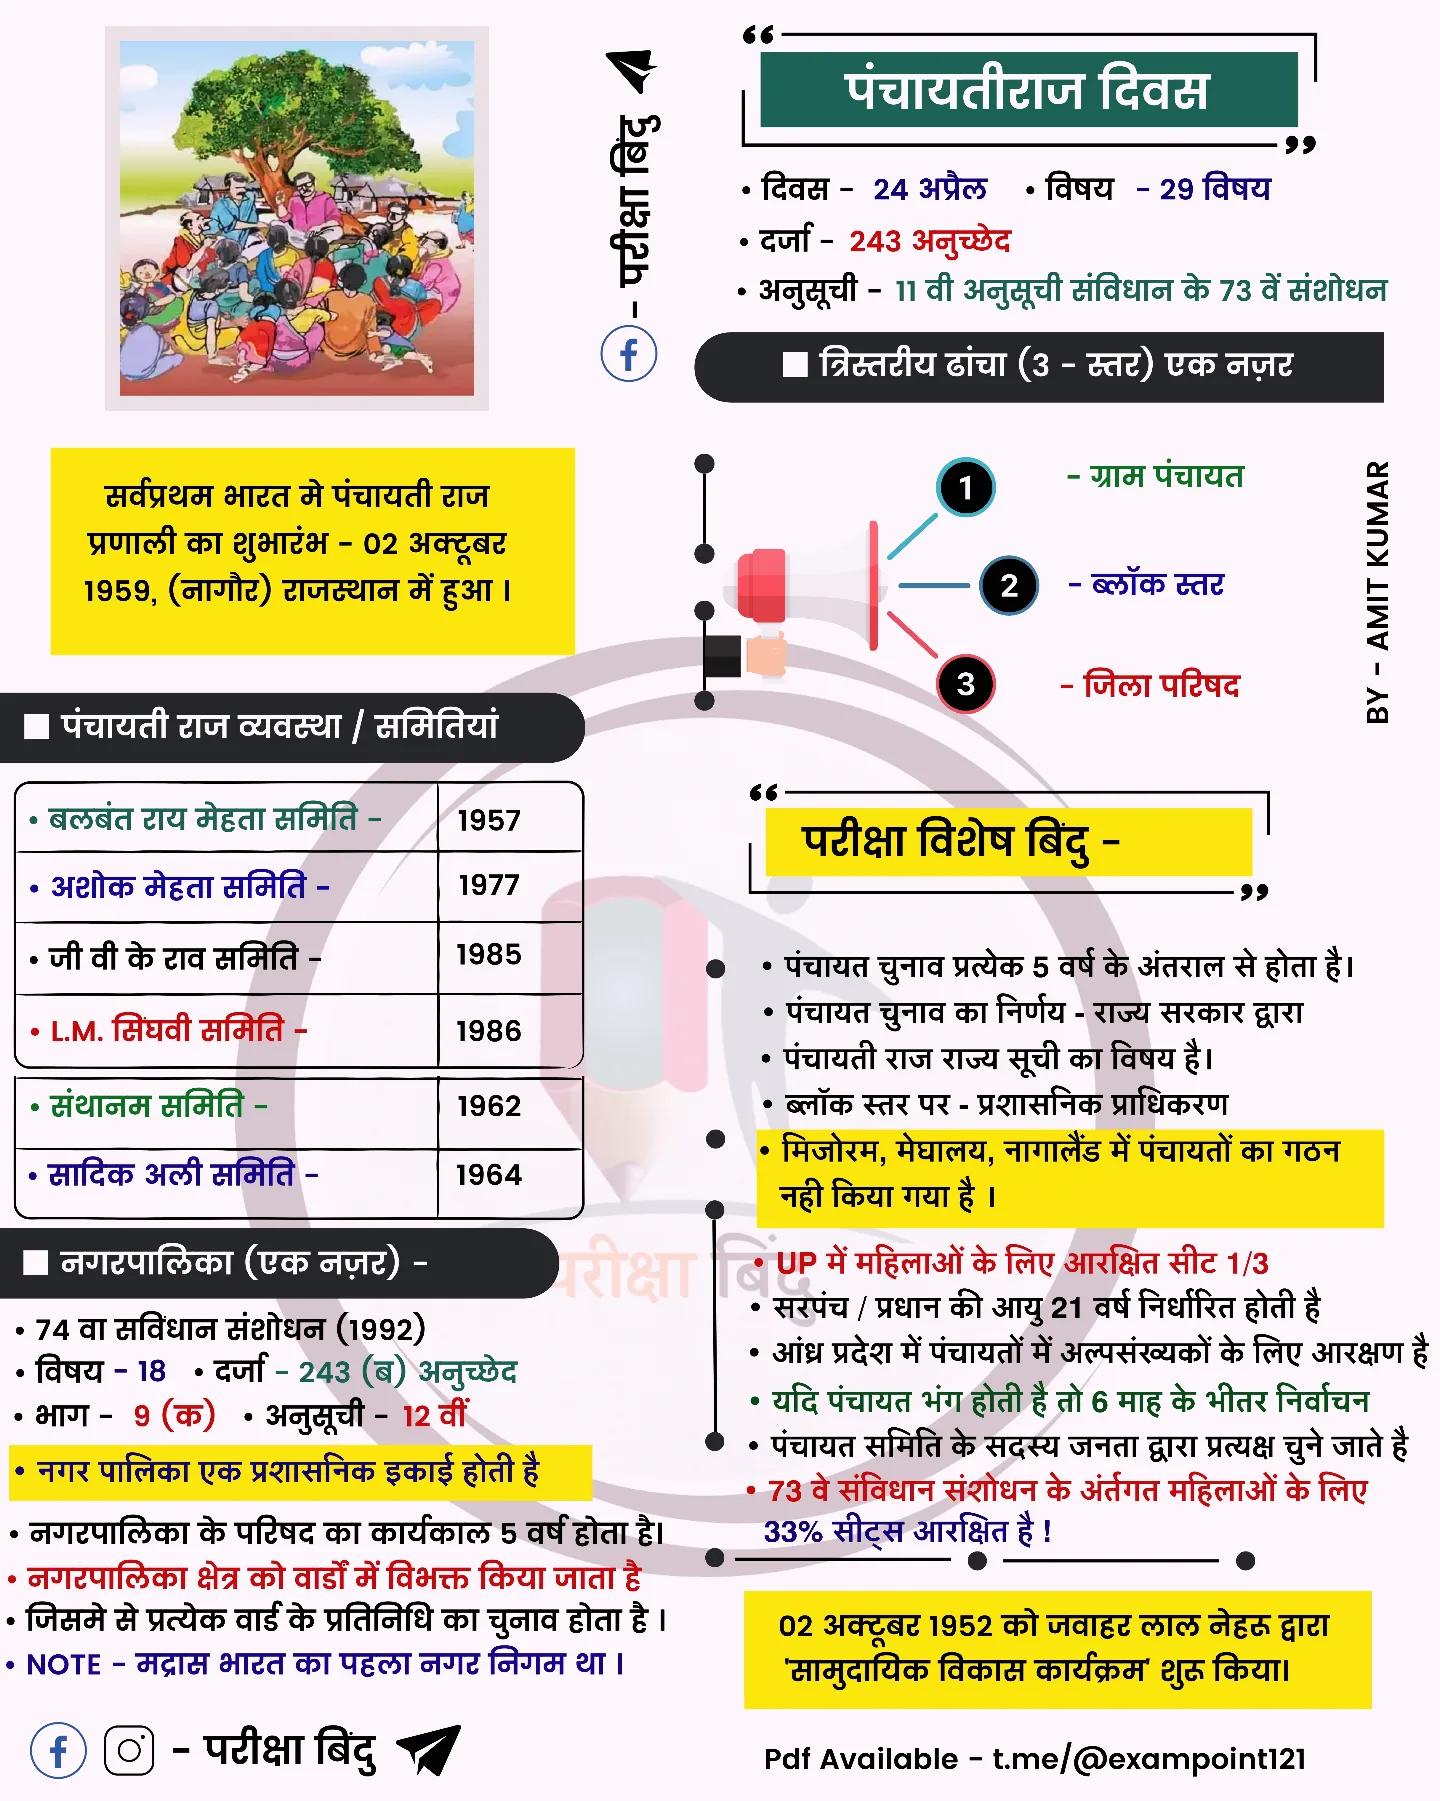 पंचायतीराज दिवस
• दिवस - 24 अप्रैल • विषय - 29 विषय
• दर्जा - 243 अनुच्छेद
• अनुसूची - 11 वी अनुसूची संविधान के 73 वें संशोधन
- परीक्षा बिंदु
■ त्रिस्तरीय ढांचा (3 - स्तर) एक नज़र
1 - ग्राम पंचायत
2 - ब्लॉक स्तर
3 - जिला परिषद
BY - AMIT KUMAR
सर्वप्रथम भारत मे पंचायती राज
प्रणाली का शुभारंभ - 02 अक्टूबर
1959, (नागौर) राजस्थान में हुआ ।
■ पंचायती राज व्यवस्था / समितियां
• बलबंत राय मेहता समिति - 1957
• अशोक मेहता समिति - 1977
• जी वी के राव समिति - 1985
• L.M. सिंघवी समिति - 1986
• संथानम समिति - 1962
• सादिक अली समिति - 1964
■ नगरपालिका (एक नज़र) -
• 74 वा सविंधान संशोधन (1992)
• विषय - 18 • दर्जा - 243 (ब) अनुच्छेद
• भाग - 9 (क) • अनुसूची - 12 वीं
• नगर पालिका एक प्रशासनिक इकाई होती है
• नगरपालिका के परिषद का कार्यकाल 5 वर्ष होता है।
• नगरपालिका क्षेत्र को वार्डों में विभक्त किया जाता है
• जिसमे से प्रत्येक वार्ड के प्रतिनिधि का चुनाव होता है ।
• NOTE - मद्रास भारत का पहला नगर निगम था ।
- परीक्षा बिंदु
परीक्षा विशेष बिंदु -
• पंचायत चुनाव प्रत्येक 5 वर्ष के अंतराल से होता है।
• पंचायत चुनाव का निर्णय - राज्य सरकार द्वारा
• पंचायती राज राज्य सूची का विषय है।
• ब्लॉक स्तर पर - प्रशासनिक प्राधिकरण
• मिजोरम, मेघालय, नागालैंड में पंचायतों का गठन
नही किया गया है ।
• UP में महिलाओं के लिए आरक्षित सीट 1/3
• सरपंच / प्रधान की आयु 21 वर्ष निर्धारित होती है
• आंध्र प्रदेश में पंचायतों में अल्पसंख्यकों के लिए आरक्षण है
• यदि पंचायत भंग होती है तो 6 माह के भीतर निर्वाचन
• पंचायत समिति के सदस्य जनता द्वारा प्रत्यक्ष चुने जाते है
• 73 वे संविधान संशोधन के अंर्तगत महिलाओं के लिए
33% सीट्स आरक्षित है !
02 अक्टूबर 1952 को जवाहर लाल नेहरू द्वारा
'सामुदायिक विकास कार्यक्रम' शुरू किया।
Pdf Available - t.me/@exampoint121
परीक्षा बिंदु